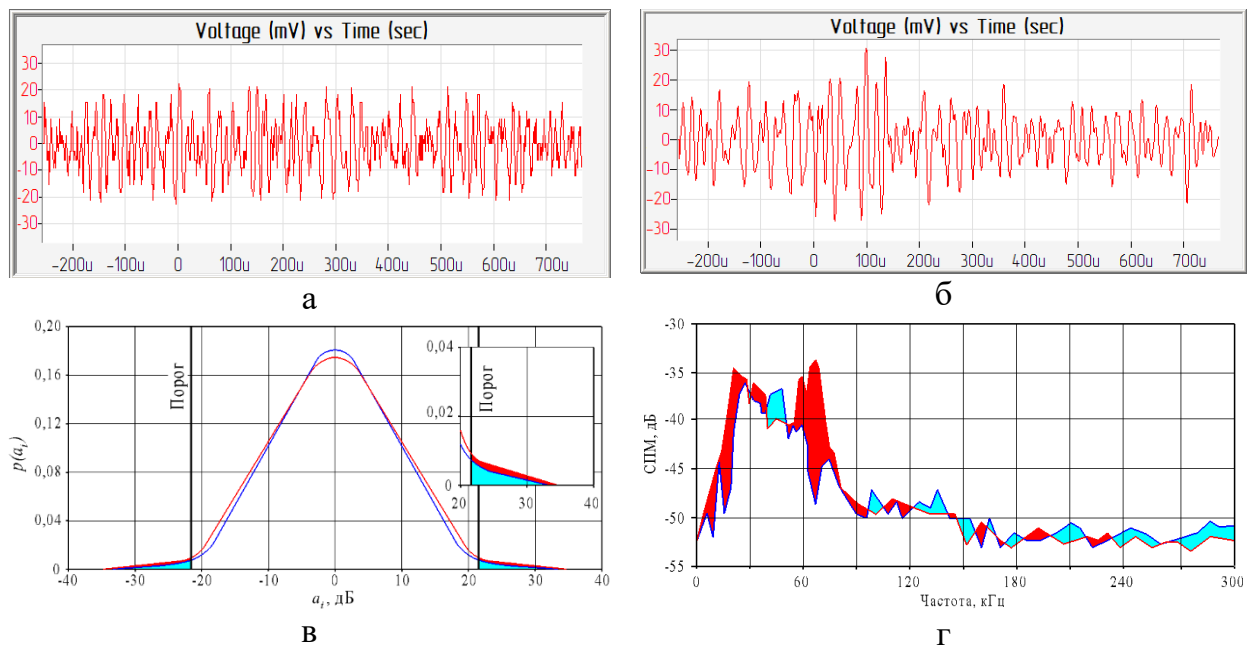 Voltage (mV) vs Time (sec)
30
20
10
0
-10
-20
-30
-200u -100u 0 100u 200u 300u 400u 500u 600u 700u
а
Voltage (mV) vs Time (sec)
30
20
10
0
-10
-20
-30
-200u -100u 0 100u 200u 300u 400u 500u 600u 700u
б
0,20
0,16
0,12
0,08
0,04
0
p(aᵢ)
Порог
Порог
0,04
0,02
0
20 30 40
-40 -30 -20 -10 0 10 20 30 40
aᵢ, дБ
в
-30
-35
-40
-45
-50
-55
СПМ, дБ
0 60 120 180 240 300
Частота, кГц
г